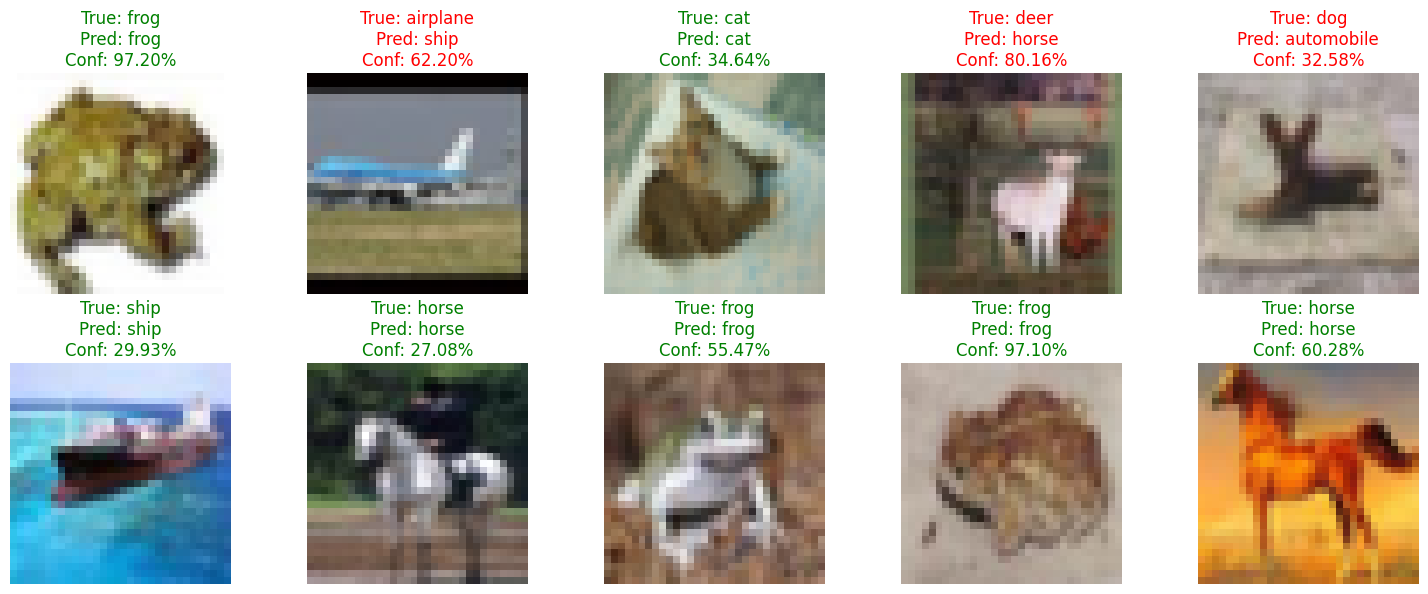 True: frog
Pred: frog
Conf: 97.20%
True: airplane
Pred: ship
Conf: 62.20%
True: cat
Pred: cat
Conf: 34.64%
True: deer
Pred: horse
Conf: 80.16%
True: dog
Pred: automobile
Conf: 32.58%
True: ship
Pred: ship
Conf: 29.93%
True: horse
Pred: horse
Conf: 27.08%
True: frog
Pred: frog
Conf: 55.47%
True: frog
Pred: frog
Conf: 97.10%
True: horse
Pred: horse
Conf: 60.28%